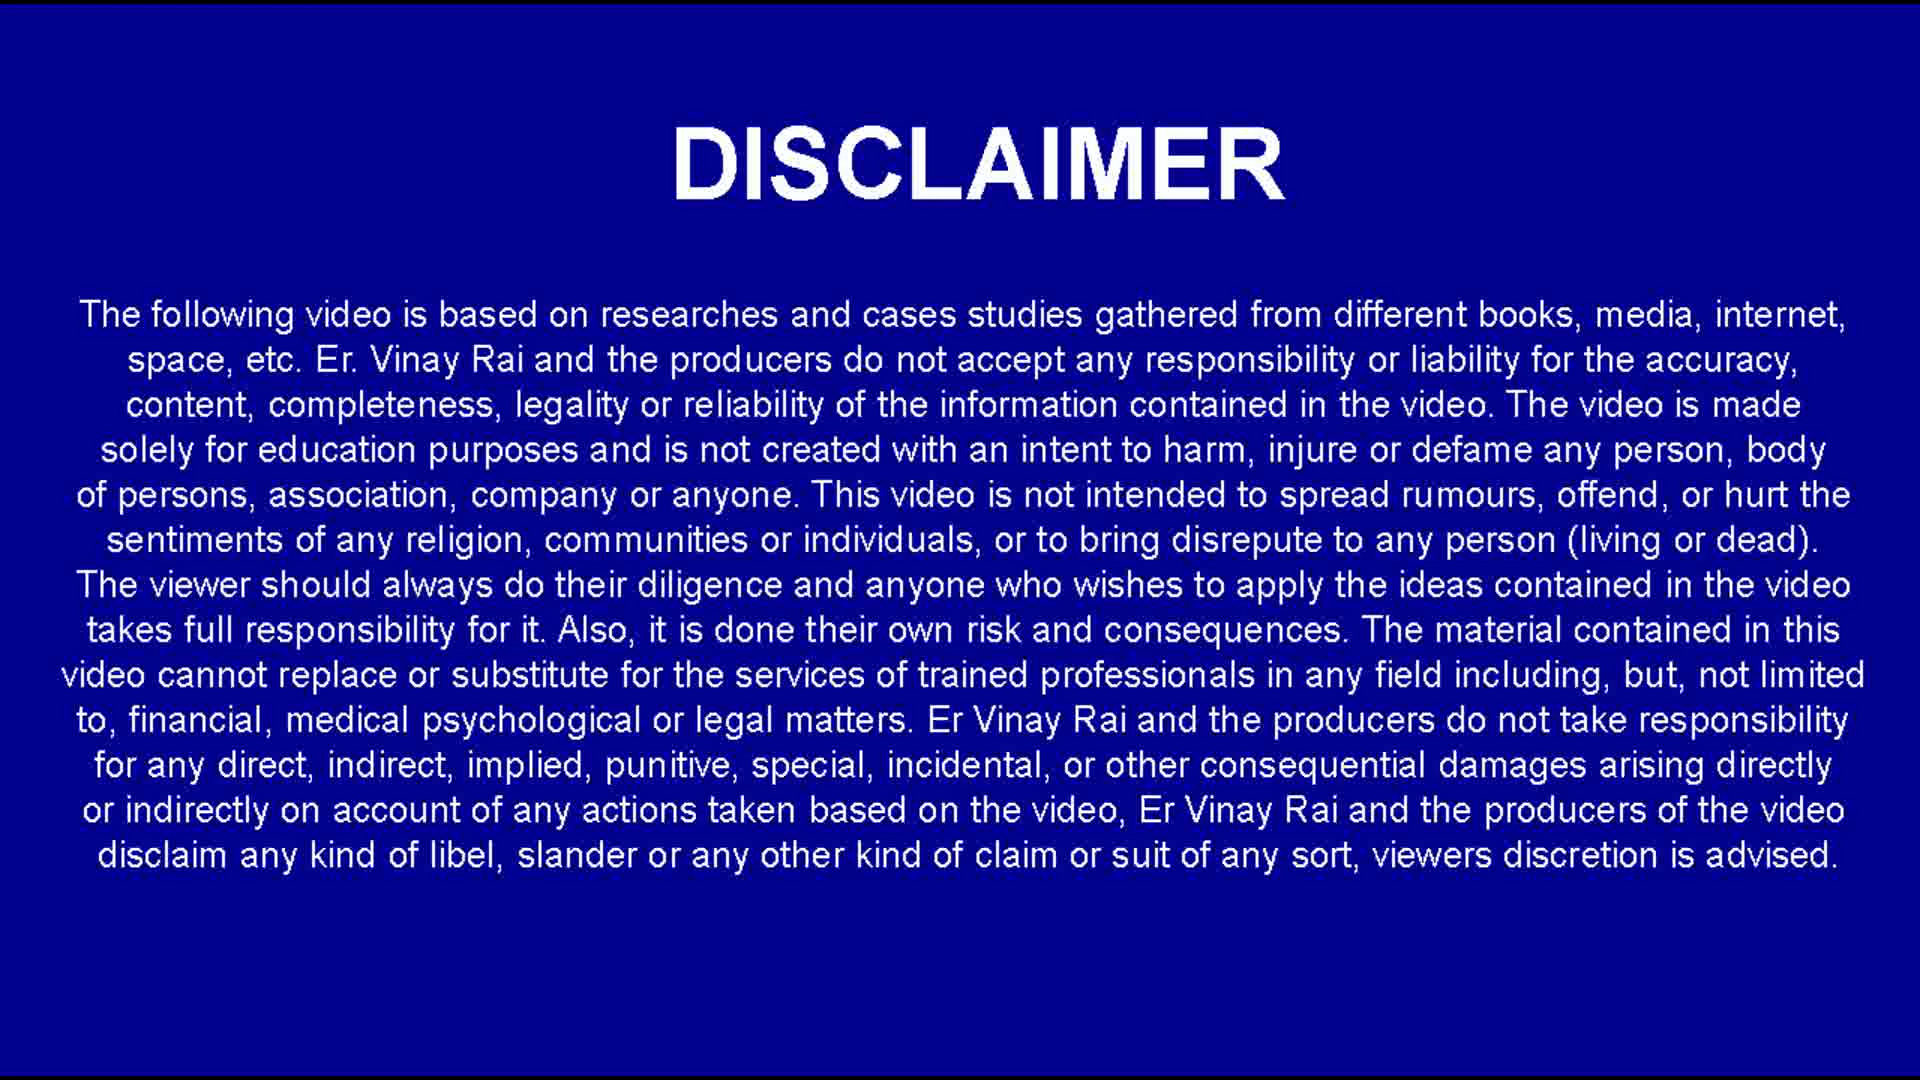 DISCLAIMER
The following video is based on researches and cases studies gathered from different books, media, internet,
space, etc. Er. Vinay Rai and the producers do not accept any responsibility or liability for the accuracy,
content, completeness, legality or reliability of the information contained in the video. The video is made
solely for education purposes and is not created with an intent to harm, injure or defame any person, body
of persons, association, company or anyone. This video is not intended to spread rumours, offend, or hurt the
sentiments of any religion, communities or individuals, or to bring disrepute to any person (living or dead).
The viewer should always do their diligence and anyone who wishes to apply the ideas contained in the video
takes full responsibility for it. Also, it is done their own risk and consequences. The material contained in this
video cannot replace or substitute for the services of trained professionals in any field including, but, not limited
to, financial, medical psychological or legal matters. Er Vinay Rai and the producers do not take responsibility
for any direct, indirect, implied, punitive, special, incidental, or other consequential damages arising directly
or indirectly on account of any actions taken based on the video, Er Vinay Rai and the producers of the video
disclaim any kind of libel, slander or any other kind of claim or suit of any sort, viewers discretion is advised.